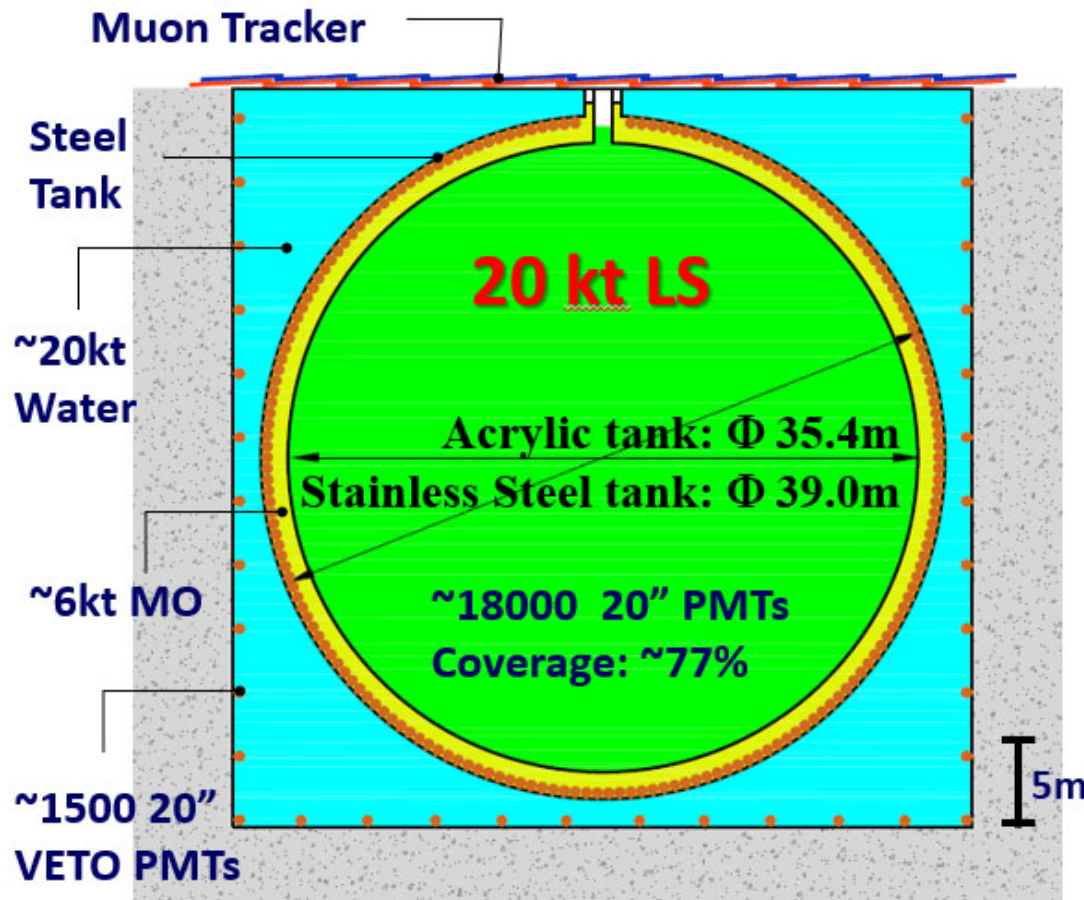 Muon Tracker
Steel
Tank
20 kt LS
~20kt
Water
Acrylic tank: Φ 35.4m
Stainless Steel tank: Φ 39.0m
~6kt MO
~18000 20” PMTs
Coverage: ~77%
5m
~1500 20”
VETO PMTs